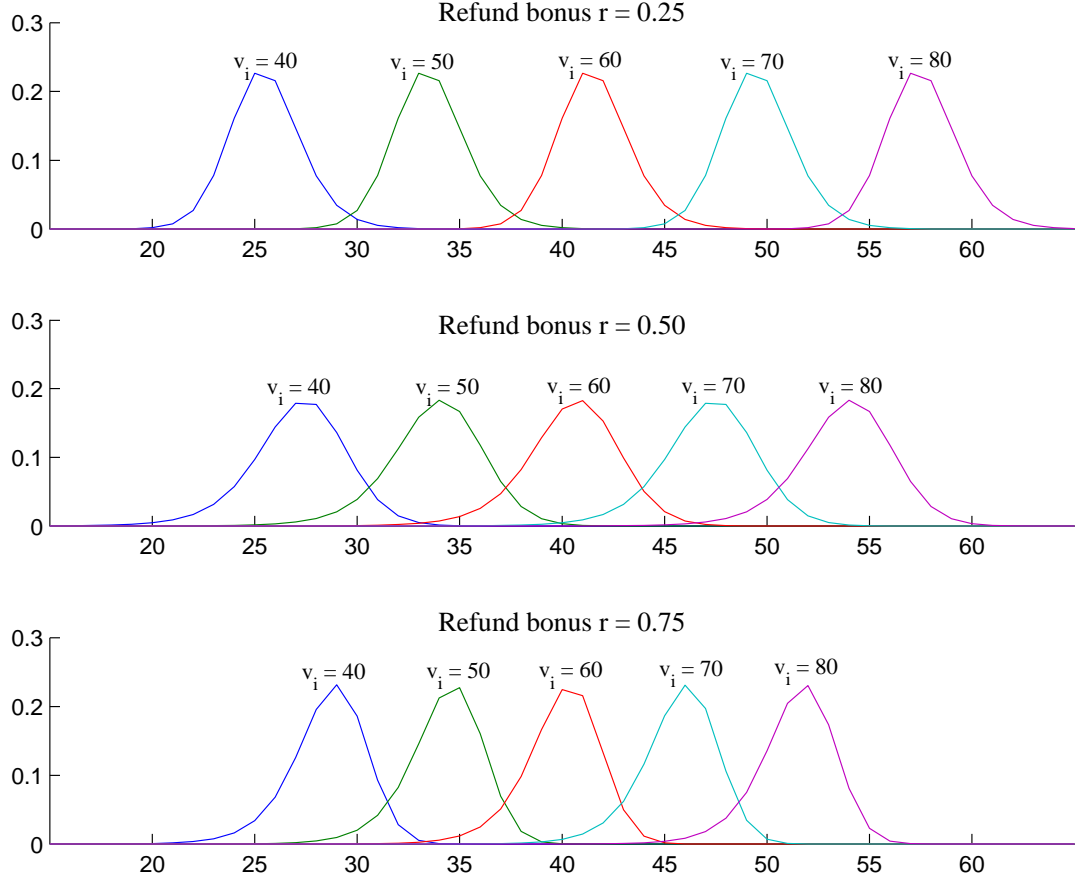 Refund bonus r = 0.25
0.3
v_i = 40 v_i = 50 v_i = 60 v_i = 70 v_i = 80
0.2
0.1
0
20 25 30 35 40 45 50 55 60
Refund bonus r = 0.50
0.3
v_i = 40 v_i = 50 v_i = 60 v_i = 70 v_i = 80
0.2
0.1
0
20 25 30 35 40 45 50 55 60
Refund bonus r = 0.75
0.3
v_i = 40 v_i = 50 v_i = 60 v_i = 70 v_i = 80
0.2
0.1
0
20 25 30 35 40 45 50 55 60